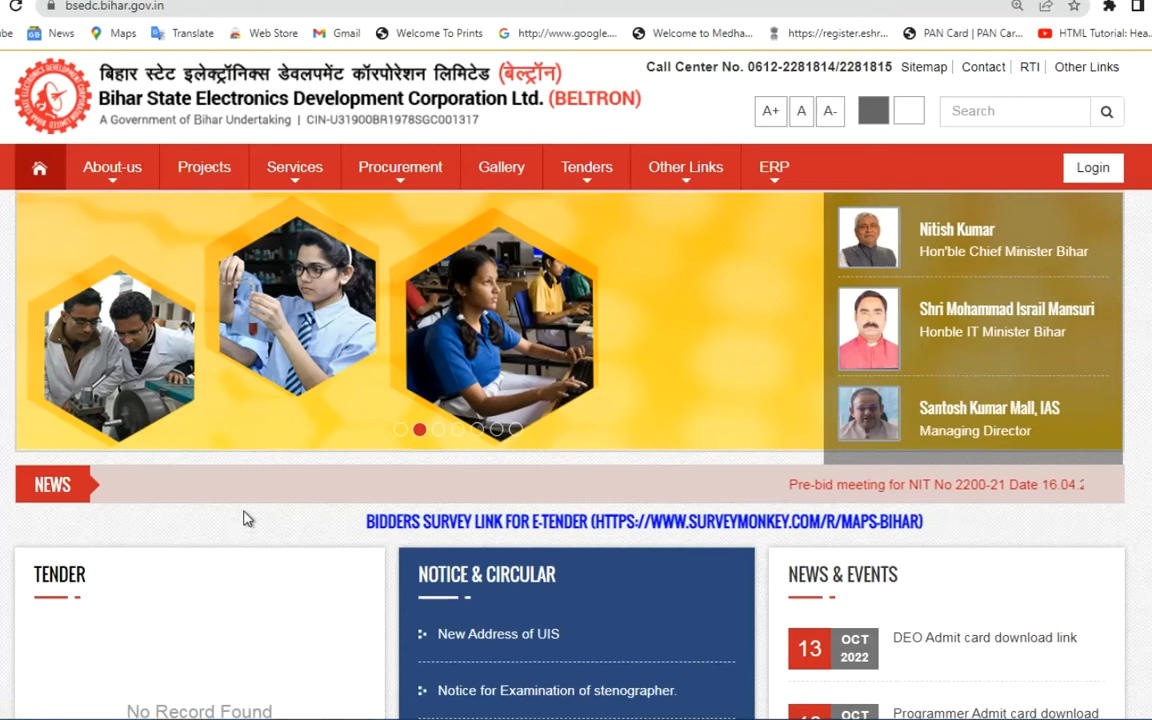 bsedc.bihar.gov.in
be News Maps Translate Web Store Gmail Welcome To Prints http://www.google.... Welcome to Medha... https://register.eshr... PAN Card | PAN Car... HTML Tutorial: Hea...
बिहार स्टेट इलेक्ट्रॉनिक्स डेवलपमेंट कॉरपोरेशन लिमिटेड (बेल्ट्रॉन)
Bihar State Electronics Development Corporation Ltd. (BELTRON)
A Government of Bihar Undertaking | CIN-U31900BR1978SGC001317
Call Center No. 0612-2281814/2281815 Sitemap | Contact | RTI | Other Links
A+ A A- Search
About-us Projects Services Procurement Gallery Tenders Other Links ERP Login
Nitish Kumar
Hon'ble Chief Minister Bihar
Shri Mohammad Israil Mansuri
Honble IT Minister Bihar
Santosh Kumar Mall, IAS
Managing Director
NEWS Pre-bid meeting for NIT No 2200-21 Date 16.04.2
BIDDERS SURVEY LINK FOR E-TENDER (HTTPS://WWW.SURVEYMONKEY.COM/R/MAPS-BIHAR)
TENDER
No Record Found
NOTICE & CIRCULAR
New Address of UIS
Notice for Examination of stenographer.
NEWS & EVENTS
13 OCT 2022 DEO Admit card download link
OCT Programmer Admit card download